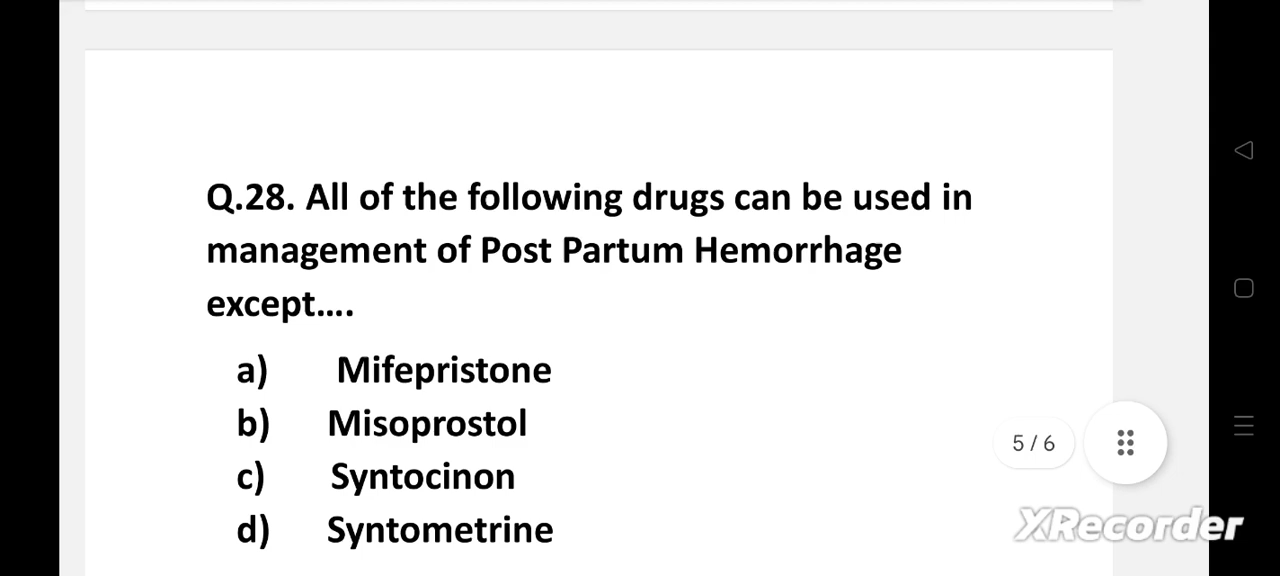 Q.28. All of the following drugs can be used in
management of Post Partum Hemorrhage
except....
a) Mifepristone
b) Misoprostol
c) Syntocinon
d) Syntometrine
5 / 6
XRecorder